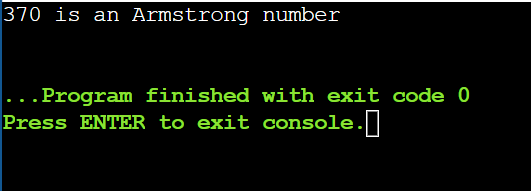 370 is an Armstrong number
...Program finished with exit code 0
Press ENTER to exit console.